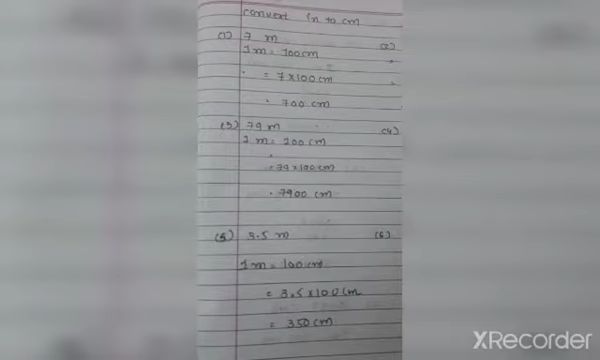 convert in to cm
(1) 7 m (2)
1 m = 100 cm
= 7 x 100 cm
= 700 cm
(3) 79 m (4)
1 m = 200 cm
= 79 x 100 cm
= 7900 cm
(5) 3.5 m (6)
1 m = 100 cm
= 3.5 x 100 cm
= 350 cm
XRecorder